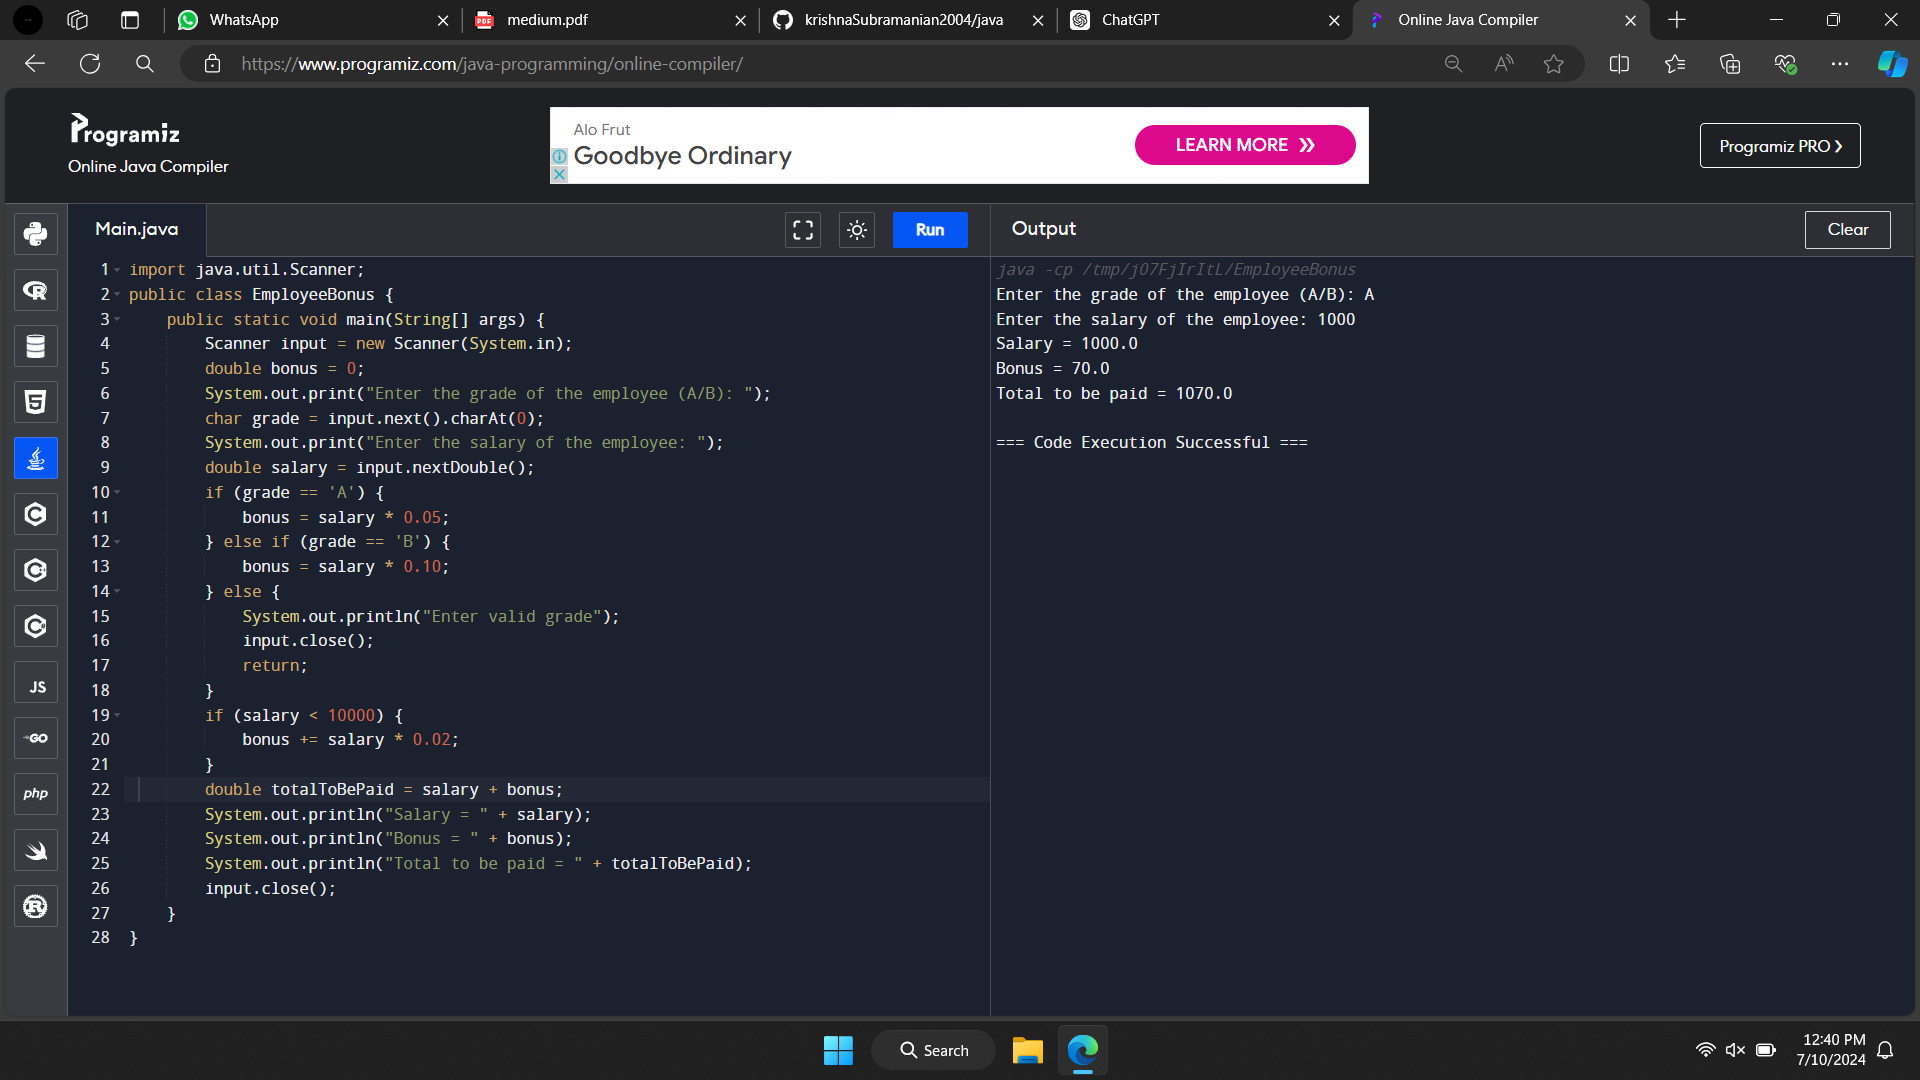 WhatsApp
medium.pdf
krishnaSubramanian2004/java
ChatGPT
Online Java Compiler
https://www.programiz.com/java-programming/online-compiler/
Programiz
Online Java Compiler
Alo Frut
Goodbye Ordinary
LEARN MORE
Programiz PRO
Main.java
Run
Output
Clear
1 import java.util.Scanner;
2 public class EmployeeBonus {
3     public static void main(String[] args) {
4         Scanner input = new Scanner(System.in);
5         double bonus = 0;
6         System.out.print("Enter the grade of the employee (A/B): ");
7         char grade = input.next().charAt(0);
8         System.out.print("Enter the salary of the employee: ");
9         double salary = input.nextDouble();
10         if (grade == 'A') {
11             bonus = salary * 0.05;
12         } else if (grade == 'B') {
13             bonus = salary * 0.10;
14         } else {
15             System.out.println("Enter valid grade");
16             input.close();
17             return;
18         }
19         if (salary < 10000) {
20             bonus += salary * 0.02;
21         }
22         double totalToBePaid = salary + bonus;
23         System.out.println("Salary = " + salary);
24         System.out.println("Bonus = " + bonus);
25         System.out.println("Total to be paid = " + totalToBePaid);
26         input.close();
27     }
28 }
java -cp /tmp/jO7FjIrItL/EmployeeBonus
Enter the grade of the employee (A/B): A
Enter the salary of the employee: 1000
Salary = 1000.0
Bonus = 70.0
Total to be paid = 1070.0
=== Code Execution Successful ===
JS
GO
php
Search
12:40 PM
7/10/2024